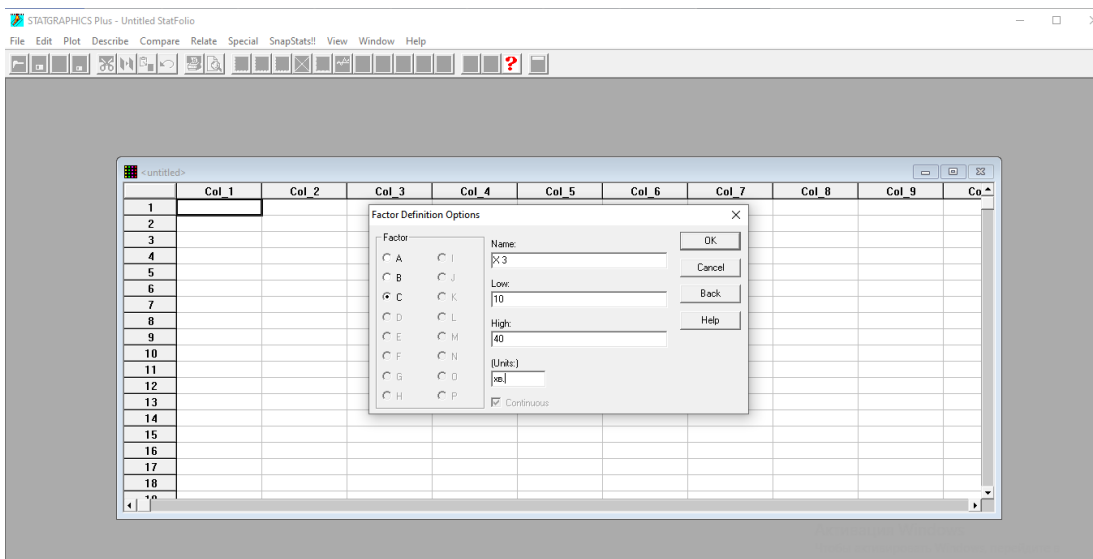 STATGRAPHICS Plus - Untitled StatFolio
File Edit Plot Describe Compare Relate Special SnapStats!! View Window Help
<untitled>
Col_1 Col_2 Col_3 Col_4 Col_5 Col_6 Col_7 Col_8 Col_9 Co
1
2
3
4
5
6
7
8
9
10
11
12
13
14
15
16
17
18
Factor Definition Options
Factor
A I
B J
C K
D L
E M
F N
G O
H P
Name:
X 3
Low:
10
High:
40
(Units:)
хв.
Continuous
OK
Cancel
Back
Help